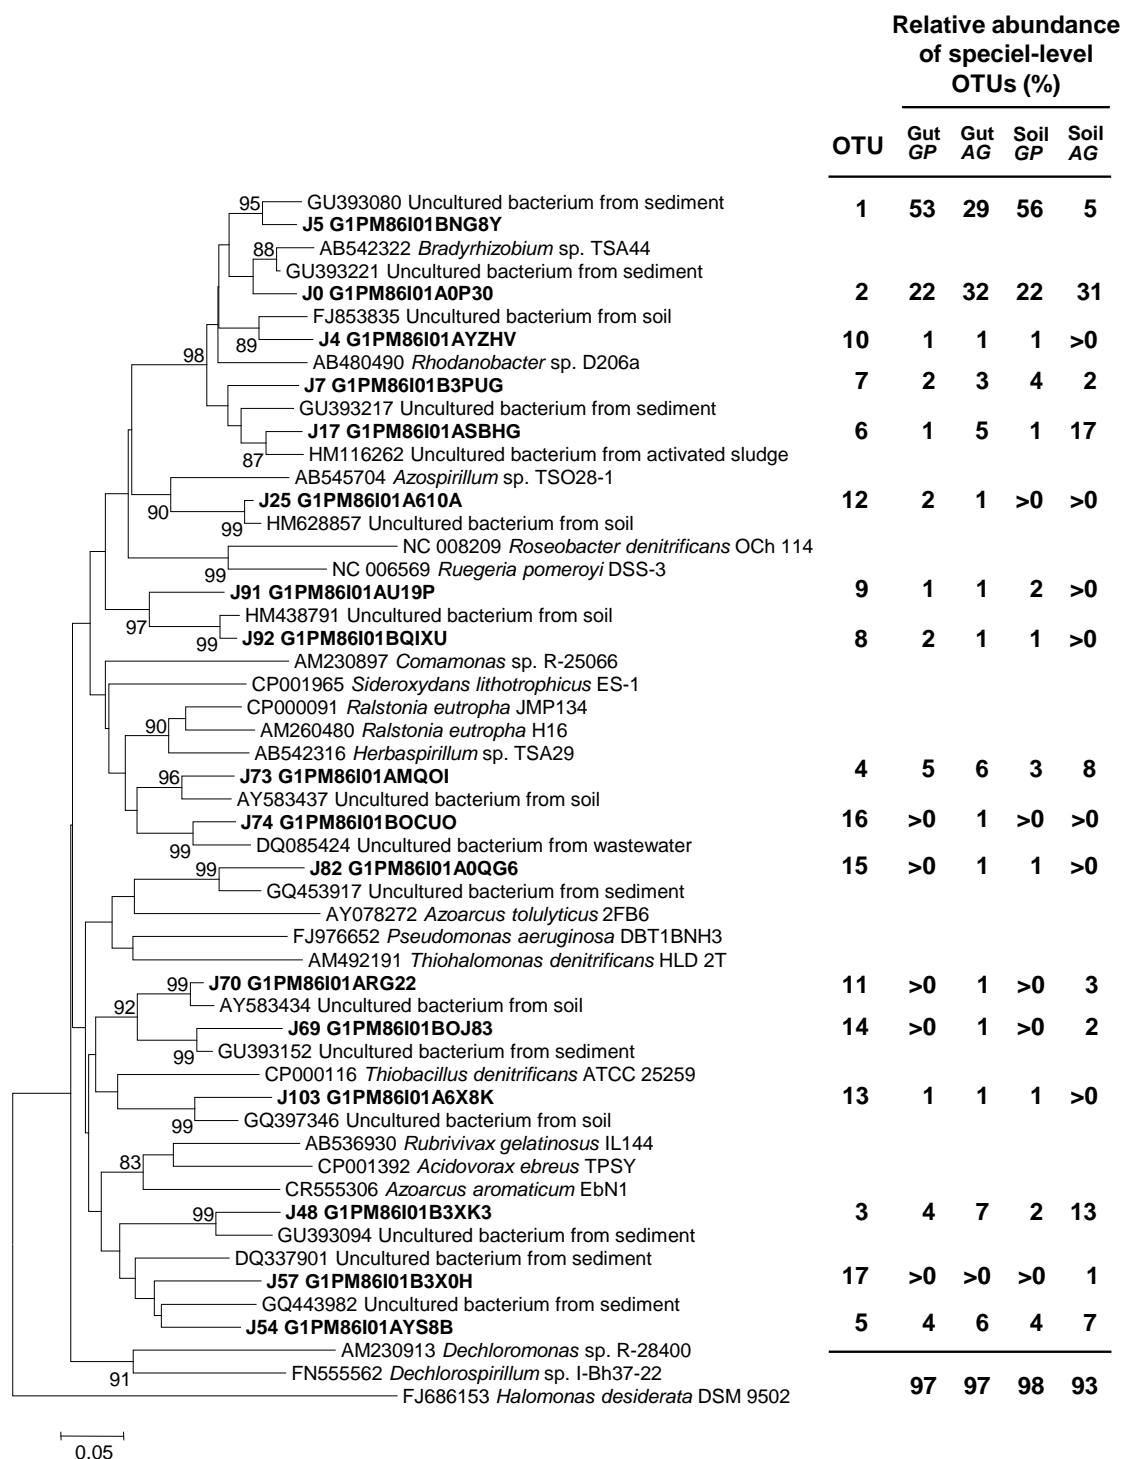 Relative abundance
of speciel-level
OTUs (%)
OTU Gut GP Gut AG Soil GP Soil AG
95 GU393080 Uncultured bacterium from sediment
J5 G1PM86I01BNG8Y 1 53 29 56 5
88 AB542322 Bradyrhizobium sp. TSA44
GU393221 Uncultured bacterium from sediment
J0 G1PM86I01A0P30 2 22 32 22 31
FJ853835 Uncultured bacterium from soil
89 J4 G1PM86I01AYZHV 10 1 1 1 >0
98 AB480490 Rhodanobacter sp. D206a
J7 G1PM86I01B3PUG 7 2 3 4 2
GU393217 Uncultured bacterium from sediment
J17 G1PM86I01ASBHG 6 1 5 1 17
87 HM116262 Uncultured bacterium from activated sludge
AB545704 Azospirillum sp. TSO28-1
90 J25 G1PM86I01A610A 12 2 1 >0 >0
99 HM628857 Uncultured bacterium from soil
NC 008209 Roseobacter denitrificans OCh 114
99 NC 006569 Ruegeria pomeroyi DSS-3
J91 G1PM86I01AU19P 9 1 1 2 >0
97 HM438791 Uncultured bacterium from soil
99 J92 G1PM86I01BQIXU 8 2 1 1 >0
AM230897 Comamonas sp. R-25066
CP001965 Sideroxydans lithotrophicus ES-1
CP000091 Ralstonia eutropha JMP134
90 AM260480 Ralstonia eutropha H16
AB542316 Herbaspirillum sp. TSA29
96 J73 G1PM86I01AMQOI 4 5 6 3 8
AY583437 Uncultured bacterium from soil
J74 G1PM86I01BOCUO 16 >0 1 >0 >0
99 DQ085424 Uncultured bacterium from wastewater
99 J82 G1PM86I01A0QG6 15 >0 1 1 >0
GQ453917 Uncultured bacterium from sediment
AY078272 Azoarcus tolulyticus 2FB6
FJ976652 Pseudomonas aeruginosa DBT1BNH3
AM492191 Thiohalomonas denitrificans HLD 2T
99 J70 G1PM86I01ARG22 11 >0 1 >0 3
92 AY583434 Uncultured bacterium from soil
J69 G1PM86I01BOJ83 14 >0 1 >0 2
99 GU393152 Uncultured bacterium from sediment
CP000116 Thiobacillus denitrificans ATCC 25259
J103 G1PM86I01A6X8K 13 1 1 1 >0
99 GQ397346 Uncultured bacterium from soil
AB536930 Rubrivivax gelatinosus IL144
83 CP001392 Acidovorax ebreus TPSY
CR555306 Azoarcus aromaticum EbN1
99 J48 G1PM86I01B3XK3 3 4 7 2 13
GU393094 Uncultured bacterium from sediment
DQ337901 Uncultured bacterium from sediment
J57 G1PM86I01B3X0H 17 >0 >0 >0 1
GQ443982 Uncultured bacterium from sediment
J54 G1PM86I01AYS8B 5 4 6 4 7
AM230913 Dechloromonas sp. R-28400
91 FN555562 Dechlorospirillum sp. I-Bh37-22
FJ686153 Halomonas desiderata DSM 9502 97 97 98 93
0.05